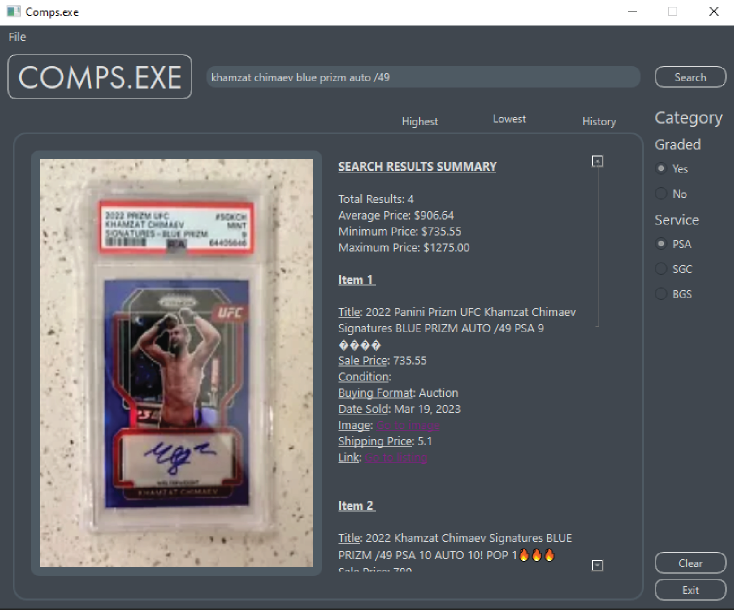 Comps.exe
File
COMPS.EXE
khamzat chimaev blue prizm auto /49
Search
Highest
Lowest
History
Category
Graded
Yes
No
Service
PSA
SGC
BGS
2022 PRIZM UFC #SGKCH
KHAMZAT CHIMAEV MINT
SIGNATURES-BLUE PRIZM 9
PSA 64405646
PRIZM
UFC
WELTERWEIGHT
KHAMZAT CHIMAEV
SEARCH RESULTS SUMMARY
Total Results: 4
Average Price: $906.64
Minimum Price: $735.55
Maximum Price: $1275.00
Item 1
Title: 2022 Panini Prizm UFC Khamzat Chimaev
Signatures BLUE PRIZM AUTO /49 PSA 9
����
Sale Price: 735.55
Condition:
Buying Format: Auction
Date Sold: Mar 19, 2023
Image:
Shipping Price: 5.1
Link:
Item 2
Title: 2022 Khamzat Chimaev Signatures BLUE
PRIZM /49 PSA 10 AUTO 10! POP 1🔥🔥🔥
Sale Price: 790
Clear
Exit